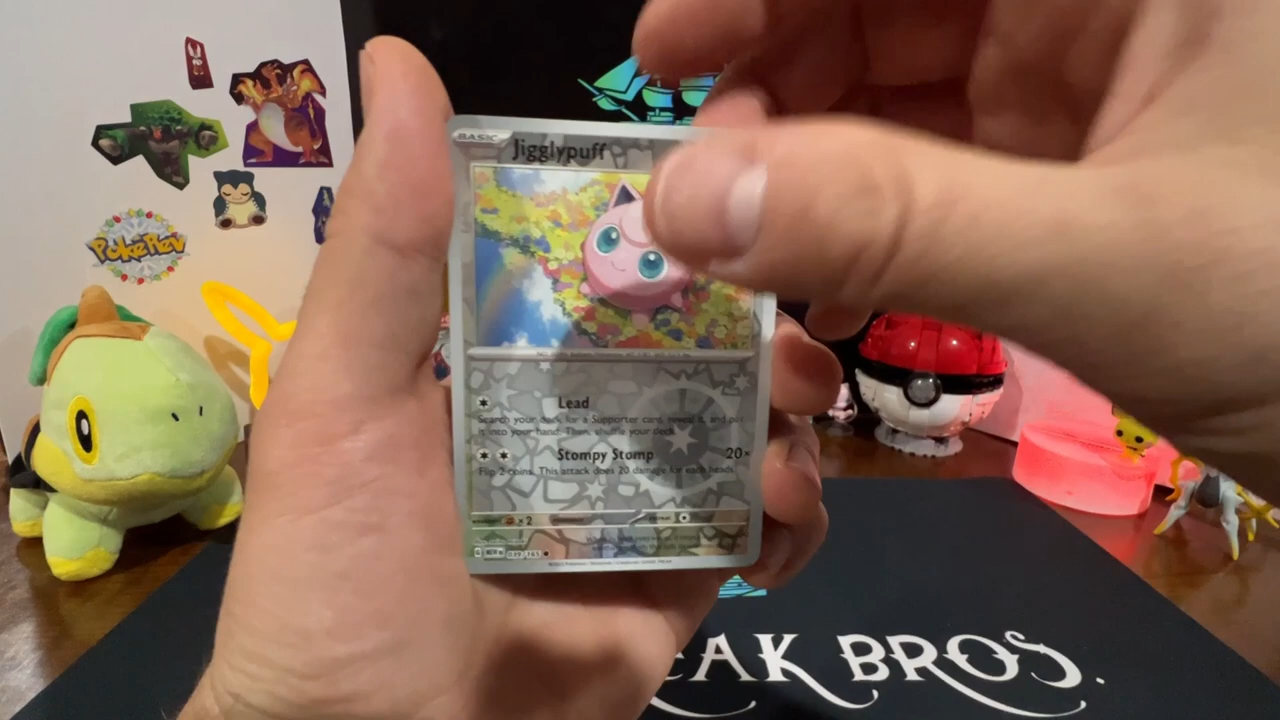 BASIC
Jigglypuff
PokeRev
Lead
Search your deck for a Supporter card, reveal it, and put
it into your hand. Then, shuffle your deck.
Stompy Stomp 20×
Flip 2 coins. This attack does 20 damage for each heads.
× 2
039/165
EAK BROS.